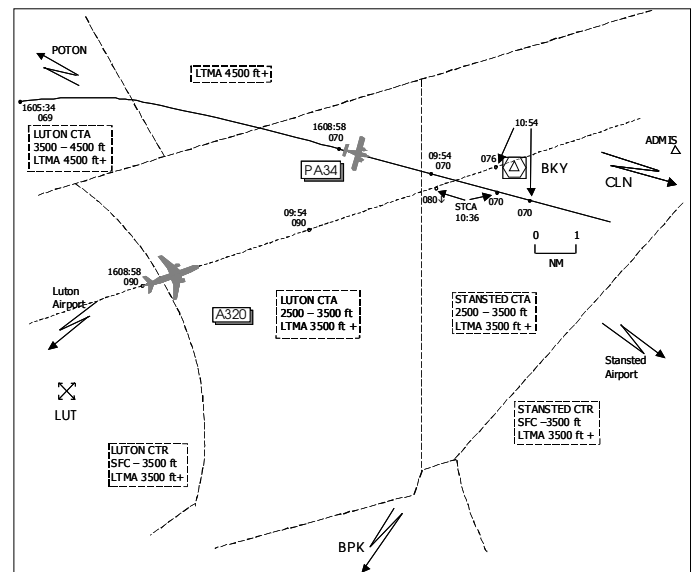 POTON
LTMA 4500 ft+
1605:34
069
LUTON CTA
3500 – 4500 ft
LTMA 4500 ft+
1608:58
070
PA34
10:54
09:54
070
076
BKY
ADMIS
CLN
080
STCA
10:36
070
070
0 1
NM
09:54
090
1608:58
090
Luton
Airport
A320
LUTON CTA
2500 – 3500 ft
LTMA 3500 ft +
STANSTED CTA
2500 – 3500 ft
LTMA 3500 ft +
Stansted
Airport
LUT
STANSTED CTR
SFC –3500 ft
LTMA 3500 ft +
LUTON CTR
SFC – 3500 ft
LTMA 3500 ft+
BPK